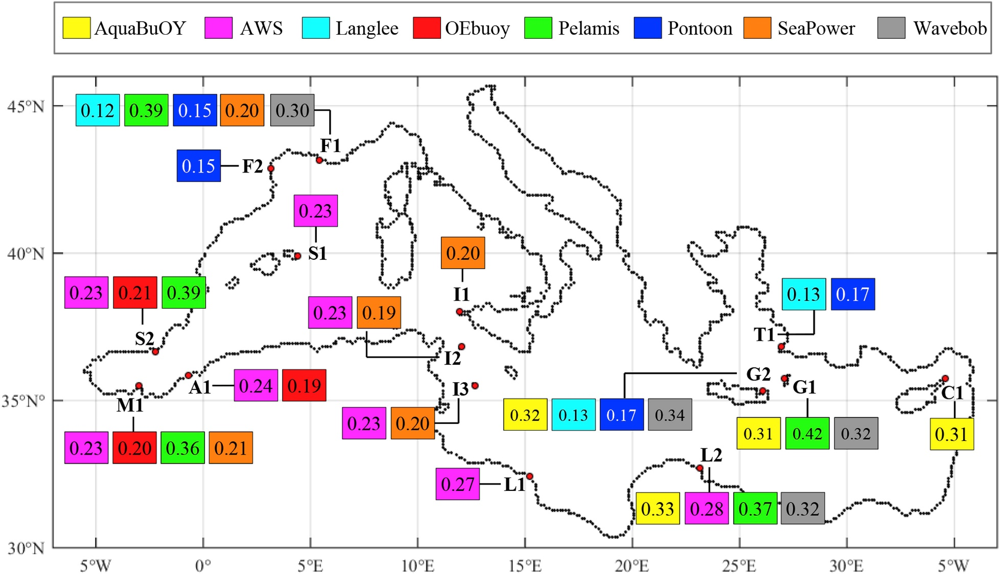 AquaBuOY AWS Langlee OEbuoy Pelamis Pontoon SeaPower Wavebob
45°N
0.12 0.39 0.15 0.20 0.30
F1
0.15 F2
0.23
S1
40°N
0.20
I1
0.23 0.21 0.39
S2
0.23 0.19
I2
0.13 0.17
T1
G2
G1
C1
A1 0.24 0.19
I3
35°N°
M1
0.23 0.20
0.32 0.13 0.17 0.34
0.31 0.42 0.32
0.31
0.23 0.20 0.36 0.21
L2
0.27 L1
0.33 0.28 0.37 0.32
30°N
5°W 0° 5°E 10°E 15°E 20°E 25°E 30°E 5°W